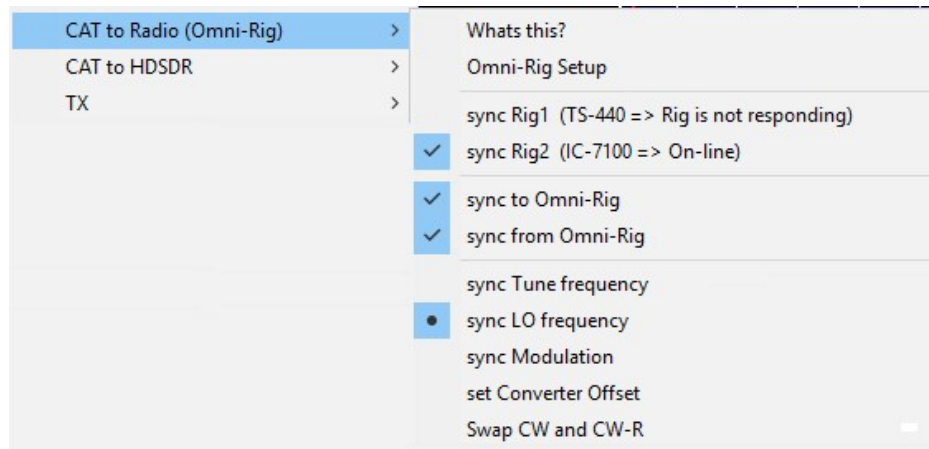 CAT to Radio (Omni-Rig)
CAT to HDSDR
TX
Whats this?
Omni-Rig Setup
sync Rig1 (TS-440 => Rig is not responding)
sync Rig2 (IC-7100 => On-line)
sync to Omni-Rig
sync from Omni-Rig
sync Tune frequency
sync LO frequency
sync Modulation
set Converter Offset
Swap CW and CW-R